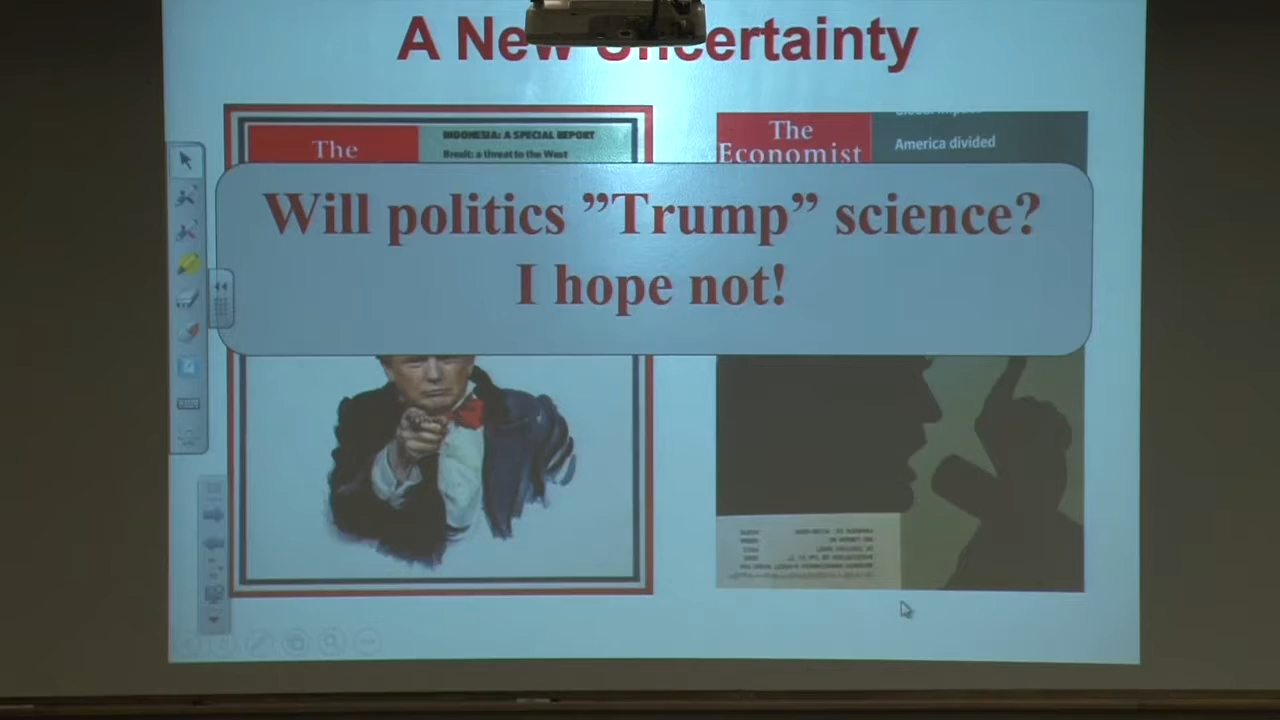 A New Uncertainty
The
INDONESIA: A SPECIAL REPORT
Brexit: a threat to the West
The
Economist
America divided
Will politics ”Trump” science?
I hope not!